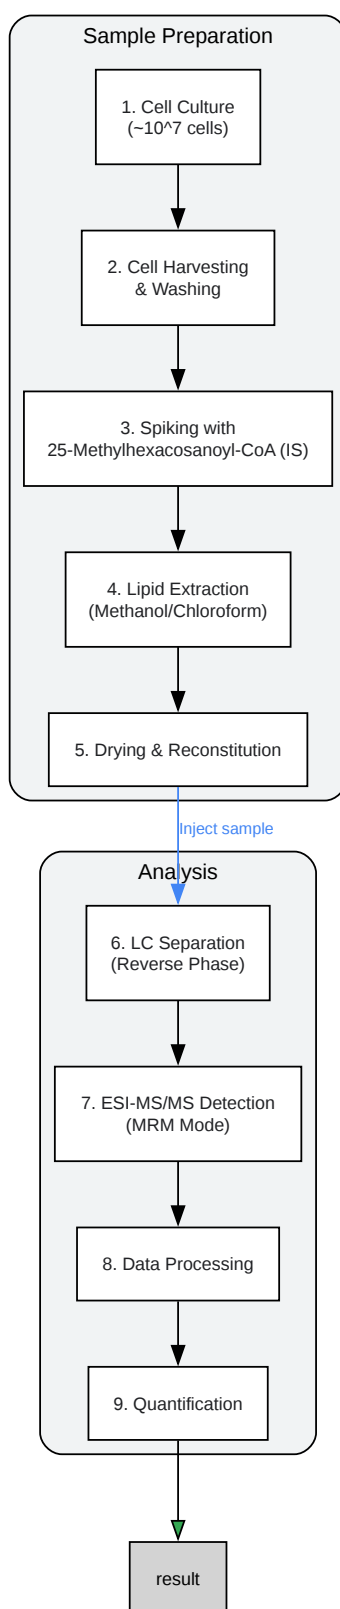 Sample Preparation
1. Cell Culture
(~10^7 cells)
2. Cell Harvesting
& Washing
3. Spiking with
25-Methylhexacosanoyl-CoA (IS)
4. Lipid Extraction
(Methanol/Chloroform)
5. Drying & Reconstitution
Inject sample
Analysis
6. LC Separation
(Reverse Phase)
7. ESI-MS/MS Detection
(MRM Mode)
8. Data Processing
9. Quantification
result